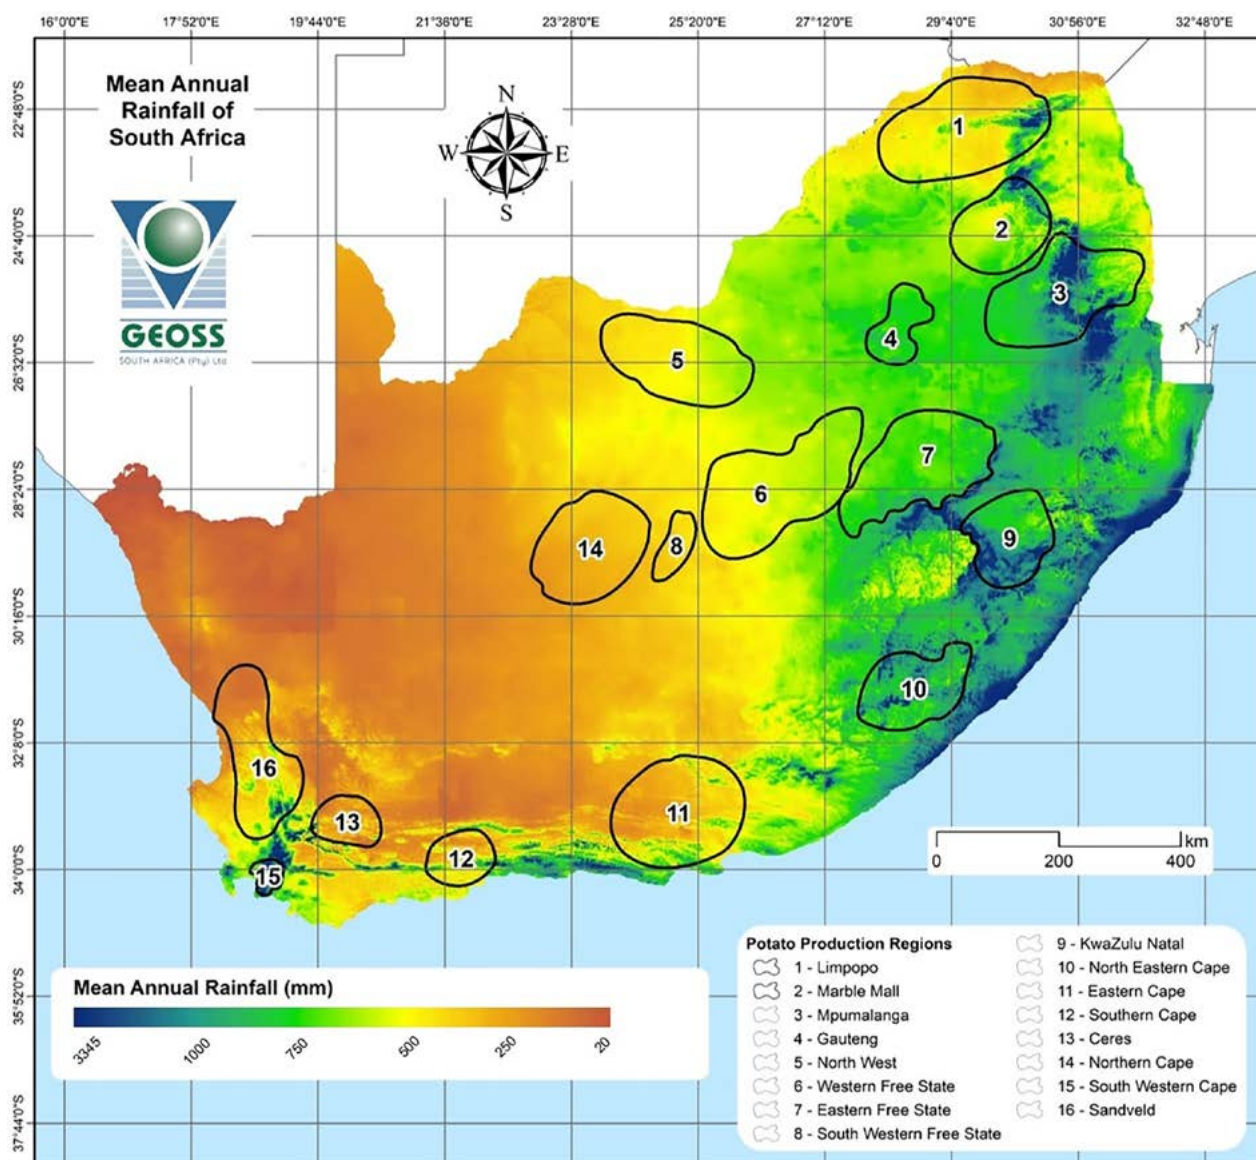 16°0'0"E 17°52'0"E 19°44'0"E 21°36'0"E 23°28'0"E 25°20'0"E 27°12'0"E 29°4'0"E 30°56'0"E 32°48'0"E
Mean Annual
Rainfall of
South Africa
N
W E
S
GEOSS
SOUTH AFRICA (Pty) Ltd
22°48'0"S
24°40'0"S
26°32'0"S
28°24'0"S
30°16'0"S
32°8'0"S
34°0'0"S
35°52'0"S
37°44'0"S
1
2
3
4
5
6
7
8
9
10
11
12
13
14
15
16
km
0 200 400
Mean Annual Rainfall (mm)
3345 1000 750 500 250 20
Potato Production Regions
1 - Limpopo
2 - Marble Mall
3 - Mpumalanga
4 - Gauteng
5 - North West
6 - Western Free State
7 - Eastern Free State
8 - South Western Free State
9 - KwaZulu Natal
10 - North Eastern Cape
11 - Eastern Cape
12 - Southern Cape
13 - Ceres
14 - Northern Cape
15 - South Western Cape
16 - Sandveld